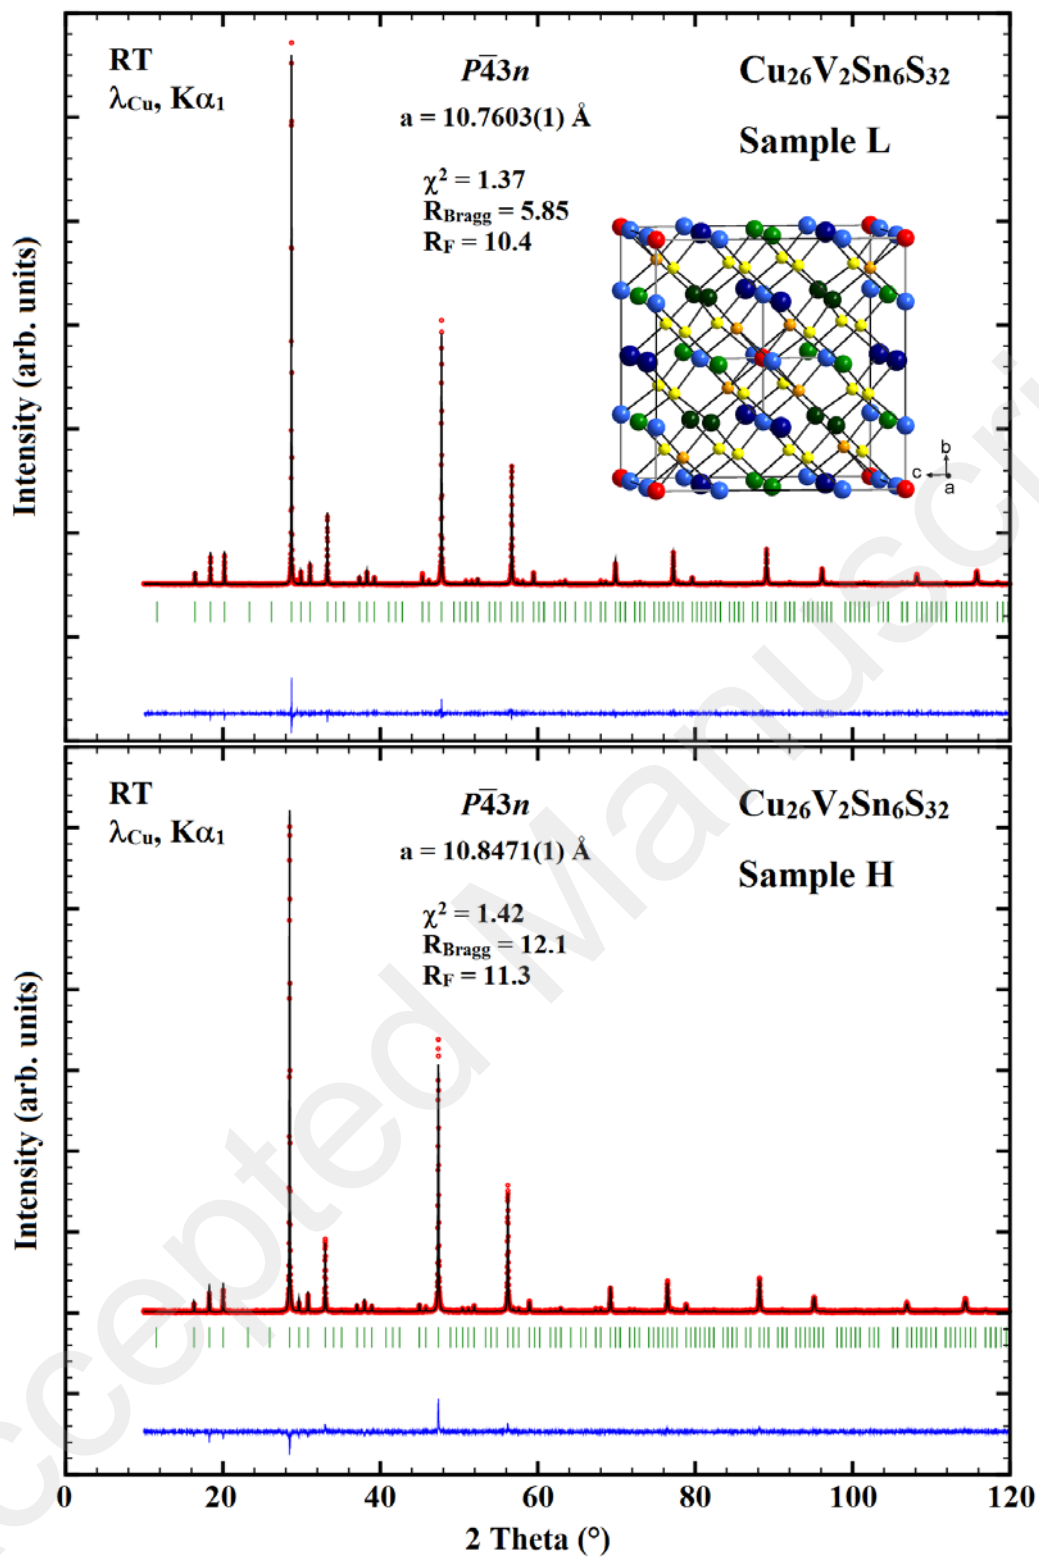 RT
λCu, Kα1
P4̅3n
a = 10.7603(1) Å
χ² = 1.37
RBragg = 5.85
RF = 10.4
Cu26V2Sn6S32
Sample L
b
c
a
Intensity (arb. units)
RT
λCu, Kα1
P4̅3n
a = 10.8471(1) Å
χ² = 1.42
RBragg = 12.1
RF = 11.3
Cu26V2Sn6S32
Sample H
Intensity (arb. units)
0 20 40 60 80 100 120
2 Theta (°)
ccepted Manuscri